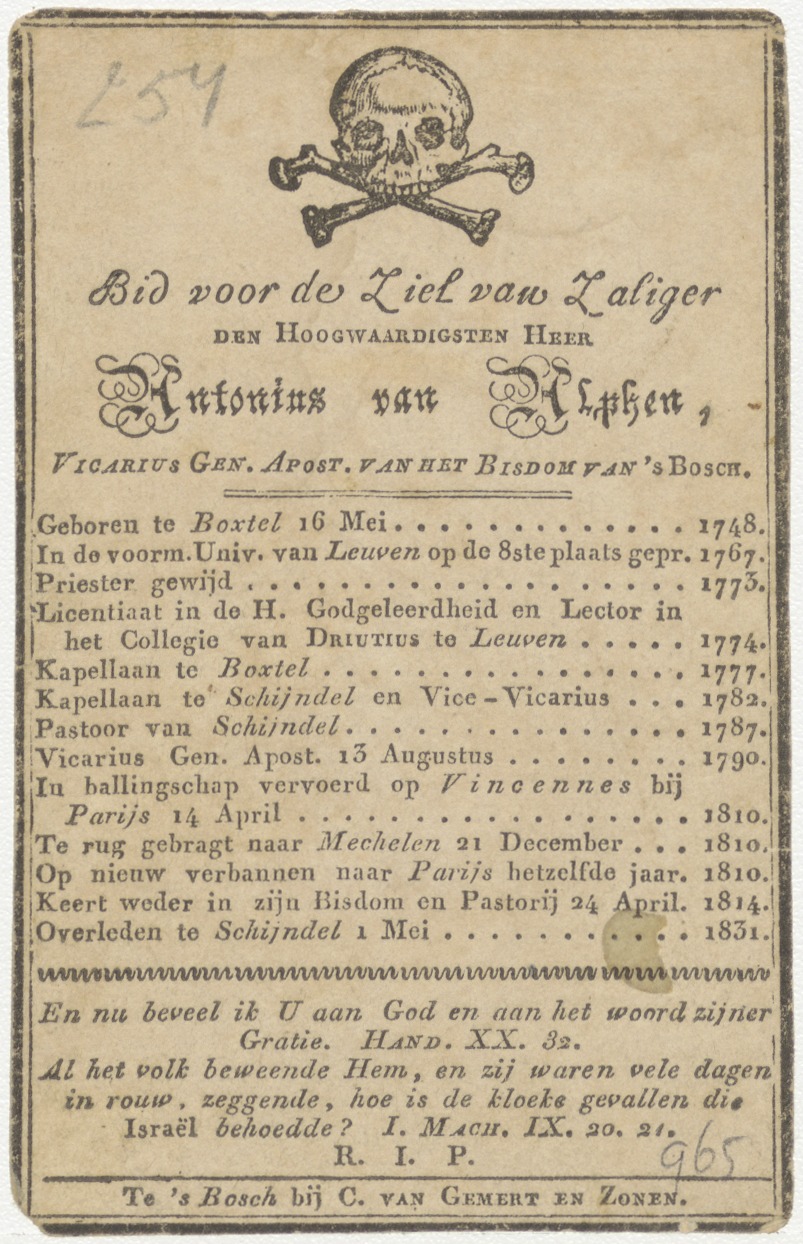 254
Bid voor de Ziel van Zaliger
DEN HOOGWAARDIGSTEN HEER
Antonius van Alphen,
VICARIUS GEN. APOST. VAN HET BISDOM VAN 's BOSCH.
Geboren te Boxtel 16 Mei. . . . . . . . . . . . . 1748.
In de voorm. Univ. van Leuven op de 8ste plaats gepr. 1767.
Priester gewijd . . . . . . . . . . . . . . . . . 1773.
Licentiaat in de H. Godgeleerdheid en Lector in
het Collegie van DRIUTIUS te Leuven . . . . . 1774.
Kapellaan te Boxtel . . . . . . . . . . . . . . . 1777.
Kapellaan te Schijndel en Vice-Vicarius . . . 1782.
Pastoor van Schijndel. . . . . . . . . . . . . . . 1787.
Vicarius Gen. Apost. 13 Augustus . . . . . . . . 1790.
In ballingschap vervoerd op Vincennes bij
Parijs 14 April . . . . . . . . . . . . . . . . . 1810.
Te rug gebragt naar Mechelen 21 December . . . 1810.
Op nieuw verbannen naar Parijs hetzelfde jaar. 1810.
Keert weder in zijn Bisdom en Pastorij 24 April. 1814.
Overleden te Schijndel 1 Mei . . . . . . . . . . . 1831.
En nu beveel ik U aan God en aan het woord zijner
Gratie. HAND. XX. 32.
Al het volk beweende Hem, en zij waren vele dagen
in rouw, zeggende, hoe is de kloeke gevallen die
Israël behoedde? I. MACH. IX. 20. 21.
R. I. P.
965
Te 's Bosch bij C. VAN GEMERT EN ZONEN.